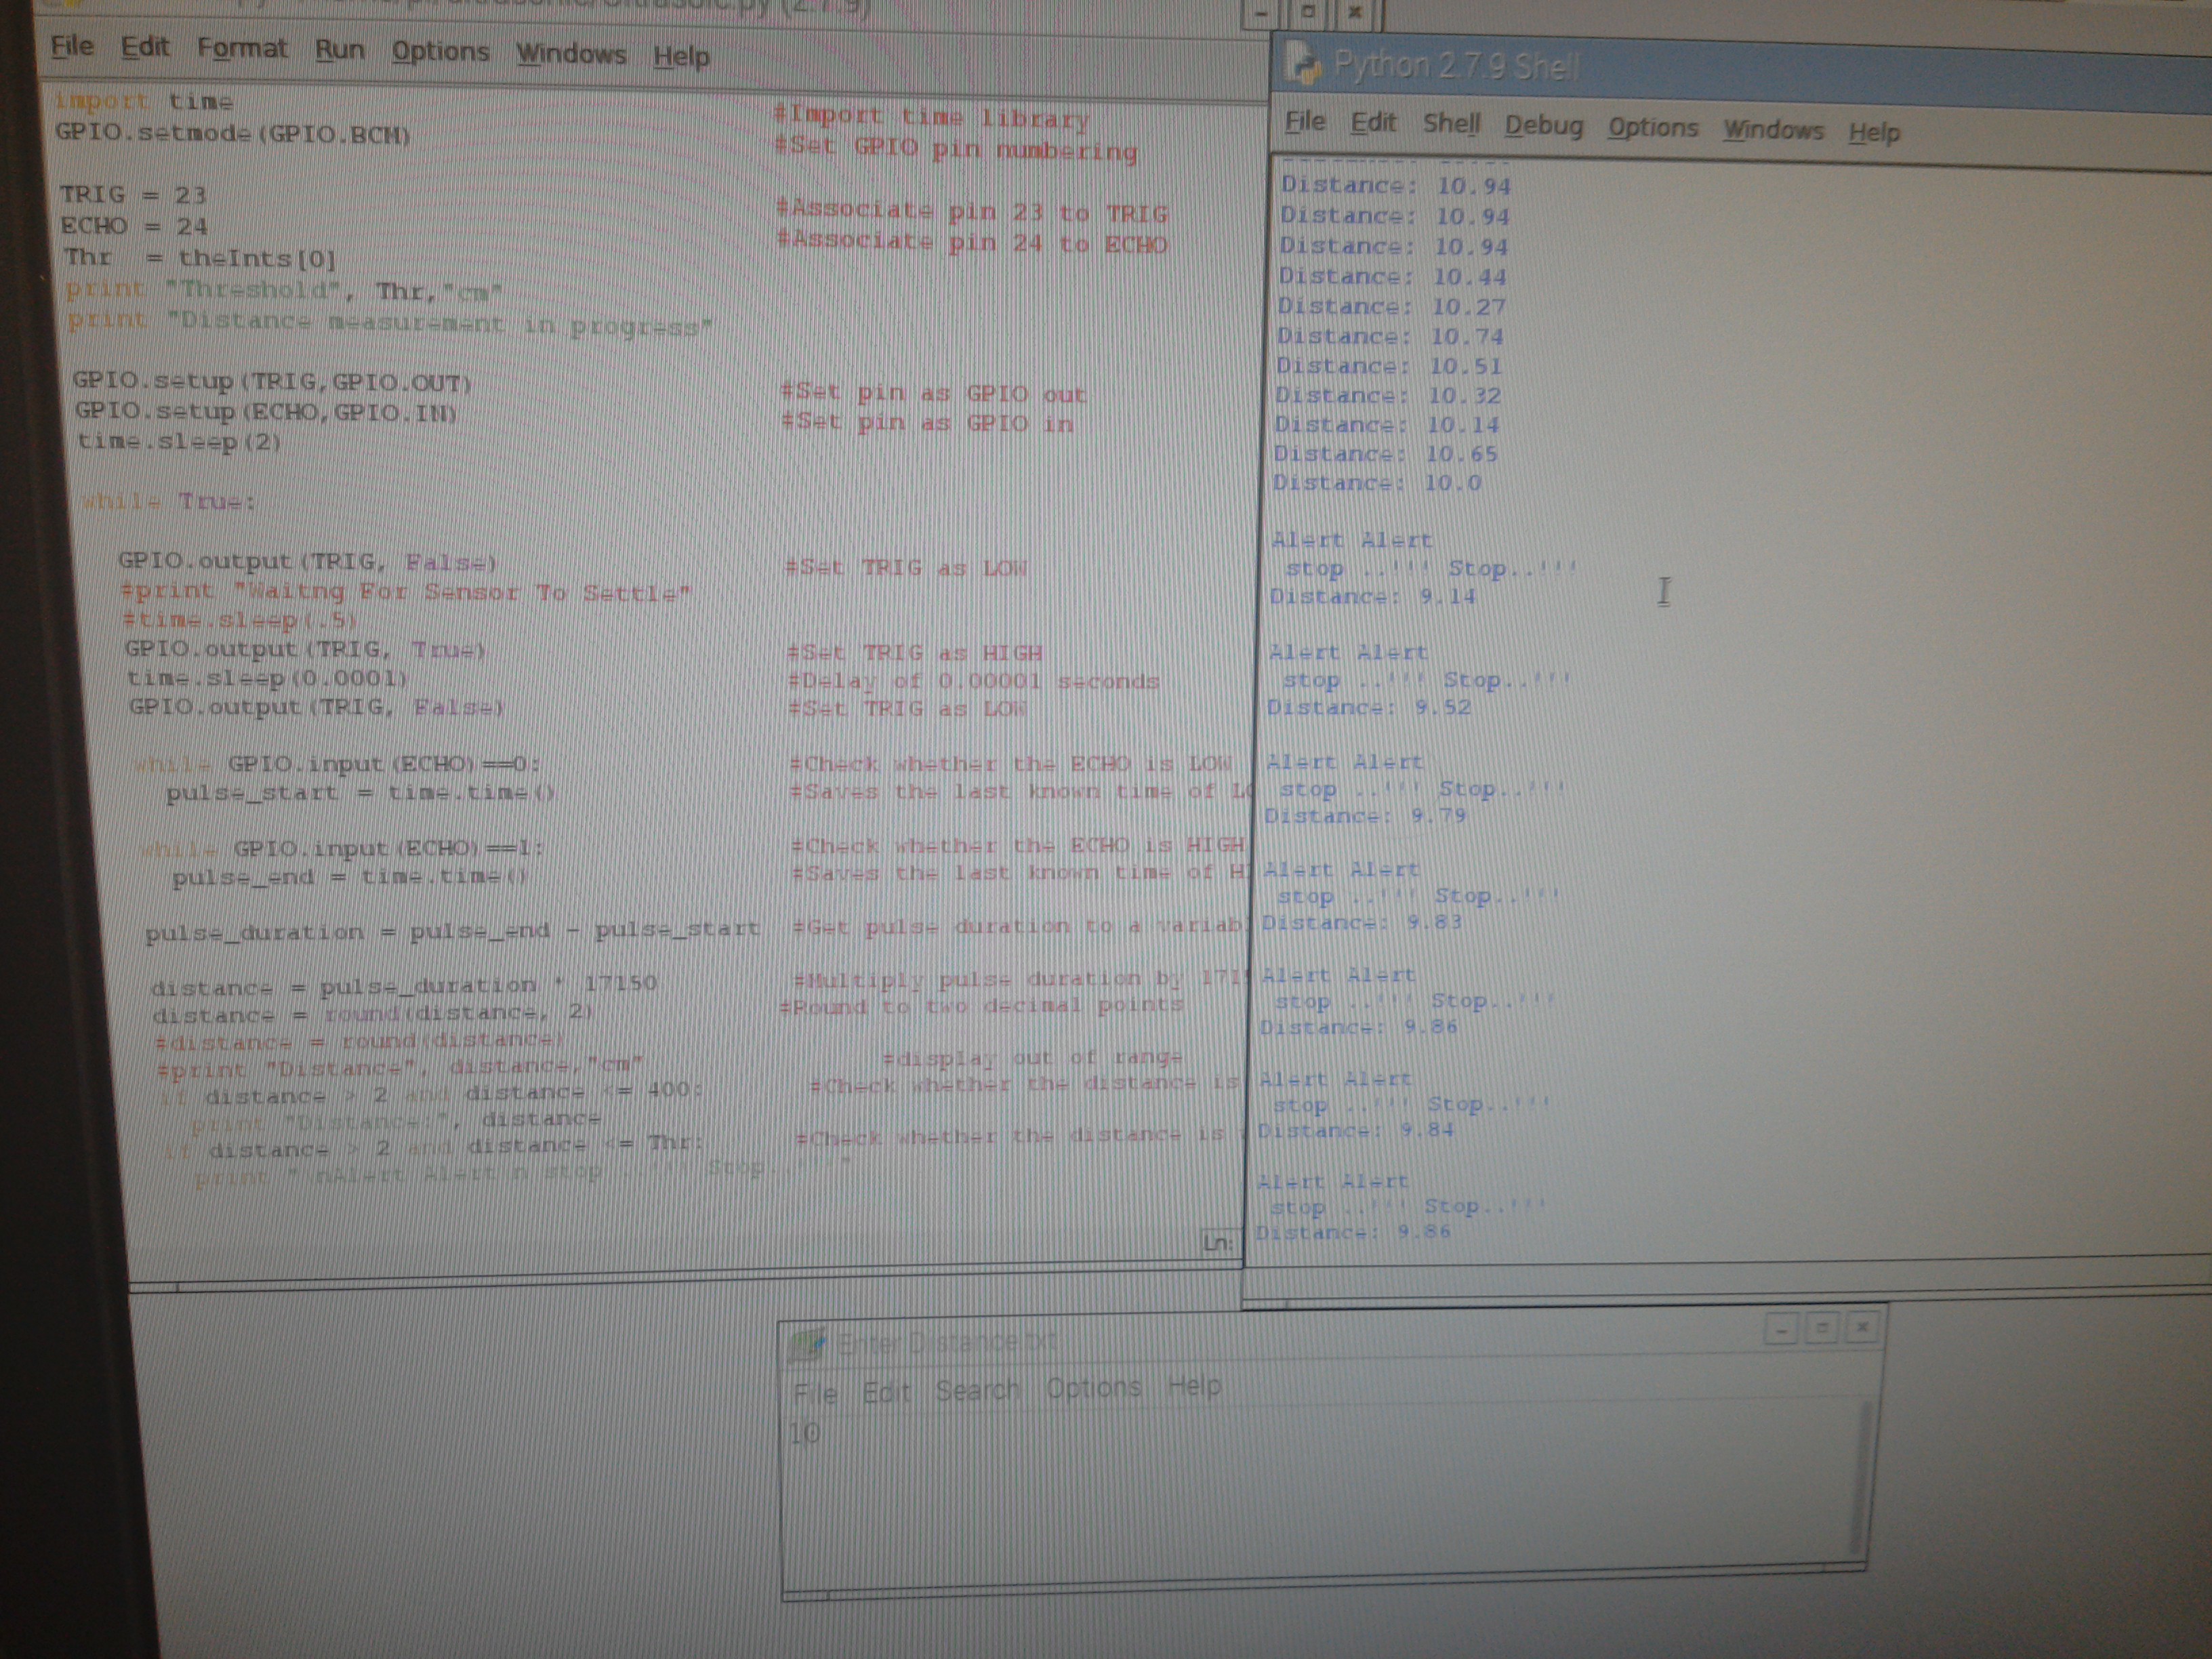 (2.7.9)
File Edit Format Run Options Windows Help
import time #Import time library
GPIO.setmode(GPIO.BCM) #Set GPIO pin numbering
TRIG = 23 #Associate pin 23 to TRIG
ECHO = 24 #Associate pin 24 to ECHO
Thr = theInts[0]
print "Threshold", Thr,"cm"
print "Distance measurement in progress"
GPIO.setup(TRIG,GPIO.OUT) #Set pin as GPIO out
GPIO.setup(ECHO,GPIO.IN) #Set pin as GPIO in
time.sleep(2)
while True:
GPIO.output(TRIG, False) #Set TRIG as LOW
#print "Waitng For Sensor To Settle"
#time.sleep(.5)
GPIO.output(TRIG, True) #Set TRIG as HIGH
time.sleep(0.0001) #Delay of 0.00001 seconds
GPIO.output(TRIG, False) #Set TRIG as LOW
while GPIO.input(ECHO)==0: #Check whether the ECHO is LOW
pulse_start = time.time() #Saves the last known time of LO
while GPIO.input(ECHO)==1: #Check whether the ECHO is HIGH
pulse_end = time.time() #Saves the last known time of H
pulse_duration = pulse_end - pulse_start #Get pulse duration to a variab
distance = pulse_duration * 17150 #Multiply pulse duration by 171
distance = round(distance, 2) #Round to two decimal points
#distance = round(distance)
#print "Distance", distance,"cm" #display out of range
if distance > 2 and distance <= 400: #Check whether the distance is
print "Distance:", distance
if distance > 2 and distance <= Thr: #Check whether the distance is
print "\nAlert Alert\n stop ..!!! Stop..!!!"
Ln:
Python 2.7.9 Shell
File Edit Shell Debug Options Windows Help
Distance: 10.94
Distance: 10.94
Distance: 10.94
Distance: 10.44
Distance: 10.27
Distance: 10.74
Distance: 10.51
Distance: 10.32
Distance: 10.14
Distance: 10.65
Distance: 10.0
Alert Alert
stop ..!!! Stop..!!!
Distance: 9.14
Alert Alert
stop ..!!! Stop..!!!
Distance: 9.52
Alert Alert
stop ..!!! Stop..!!!
Distance: 9.79
Alert Alert
stop ..!!! Stop..!!!
Distance: 9.83
Alert Alert
stop ..!!! Stop..!!!
Distance: 9.86
Alert Alert
stop ..!!! Stop..!!!
Distance: 9.84
Alert Alert
stop ..!!! Stop..!!!
Distance: 9.86
Enter Distance.txt
File Edit Search Options Help
10